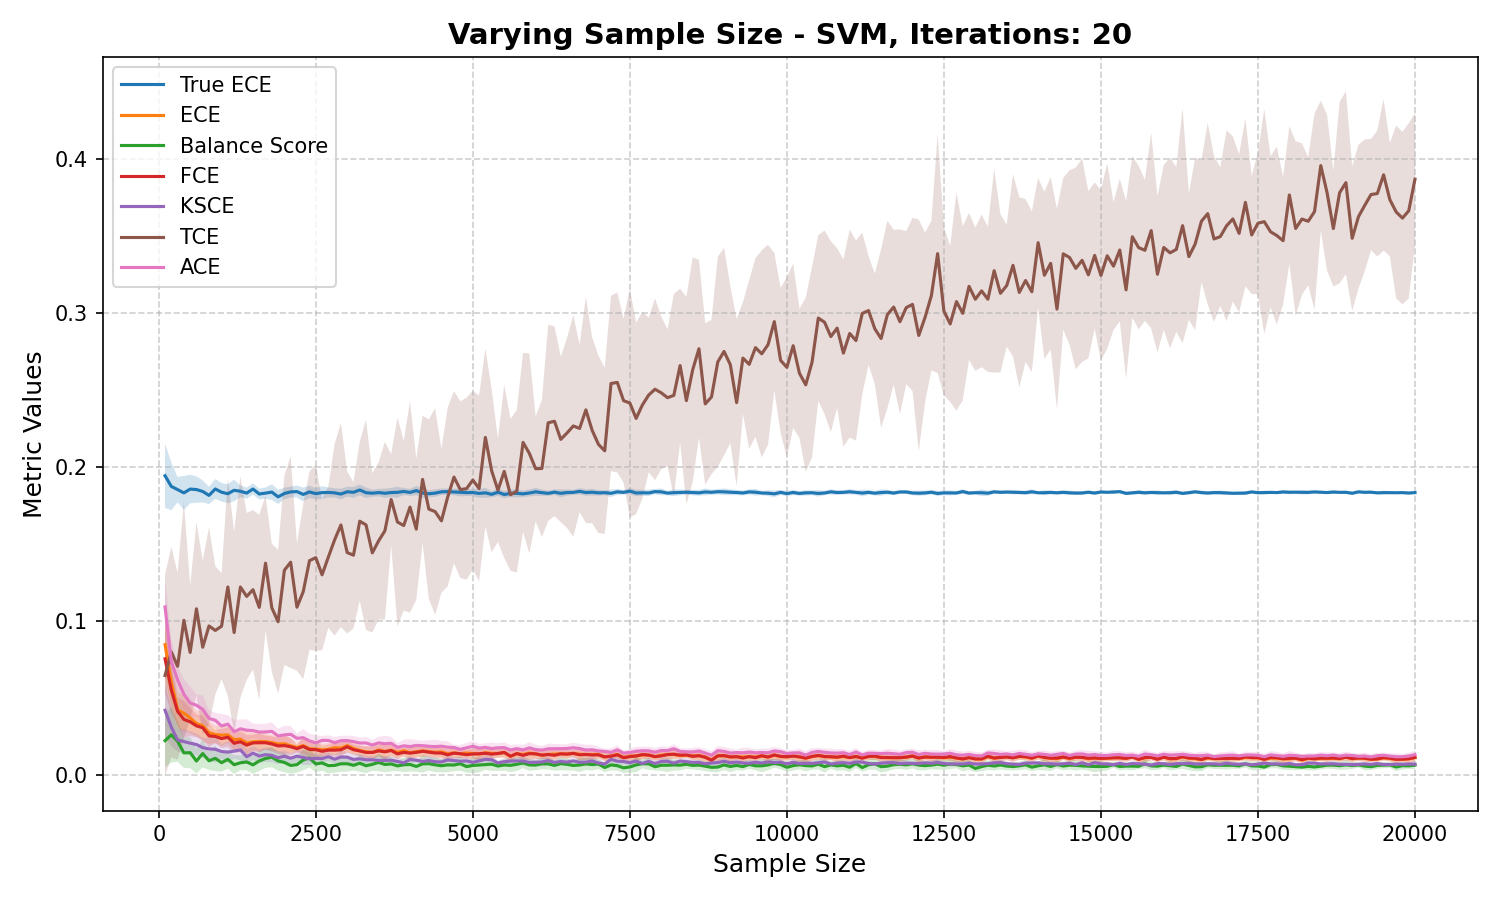 Varying Sample Size - SVM, Iterations: 20
True ECE
ECE
Balance Score
FCE
KSCE
TCE
ACE
Metric Values
0.4
0.3
0.2
0.1
0.0
0
2500
5000
7500
10000
12500
15000
17500
20000
Sample Size